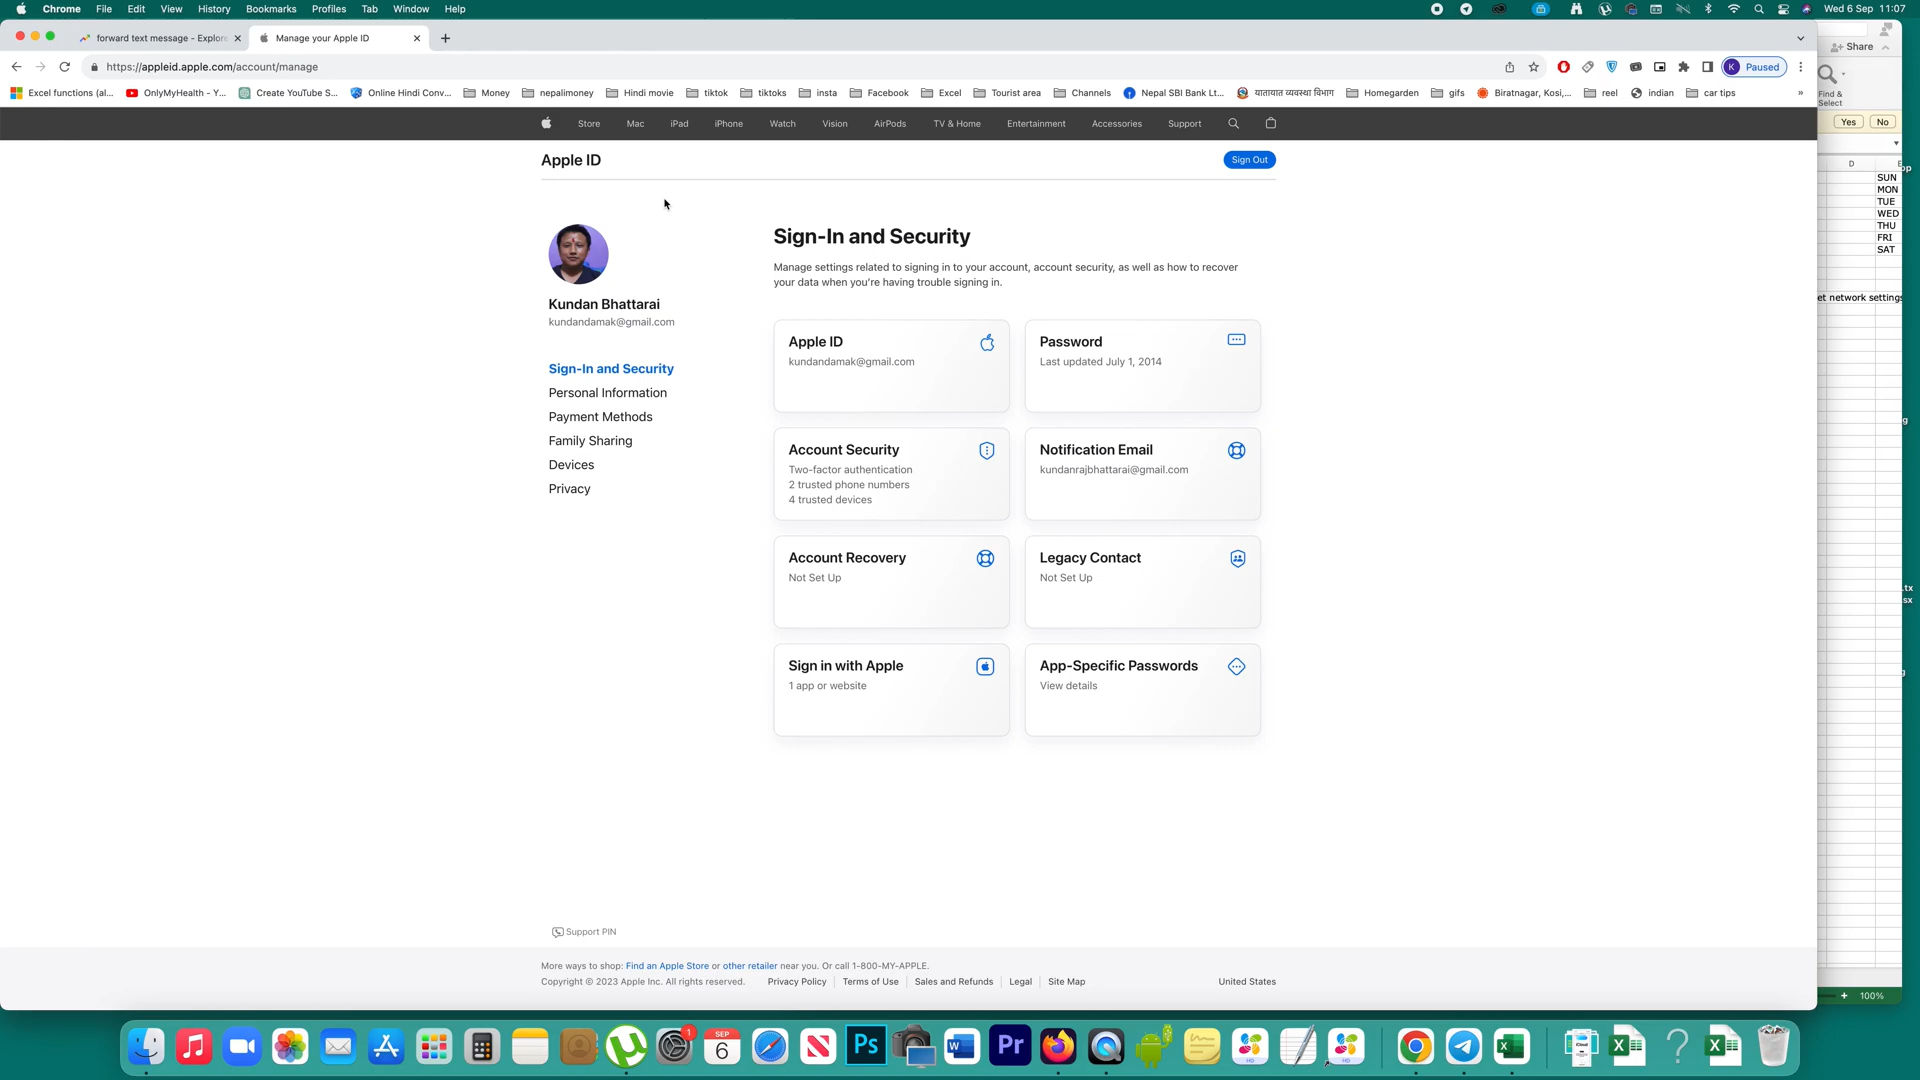 Chrome File Edit View History Bookmarks Profiles Tab Window Help Wed 6 Sep 11:07
forward text message - Explore
Manage your Apple ID
Share
https://appleid.apple.com/account/manage
K Paused
Excel functions (al... OnlyMyHealth - Y... Create YouTube S... Online Hindi Conv... Money nepalimoney Hindi movie tiktok tiktoks insta Facebook Excel Tourist area Channels Nepal SBI Bank Lt... यातायात व्यवस्था विभाग Homegarden gifs Biratnagar, Kosi,... reel indian car tips »
Find &
Select
Yes No
Store Mac iPad iPhone Watch Vision AirPods TV & Home Entertainment Accessories Support
Apple ID
Sign Out
D
SUN
MON
TUE
WED
THU
FRI
SAT
et network settings
Kundan Bhattarai
kundandamak@gmail.com
Sign-In and Security
Personal Information
Payment Methods
Family Sharing
Devices
Privacy
Sign-In and Security
Manage settings related to signing in to your account, account security, as well as how to recover
your data when you're having trouble signing in.
Apple ID
kundandamak@gmail.com
Password
Last updated July 1, 2014
Account Security
Two-factor authentication
2 trusted phone numbers
4 trusted devices
Notification Email
kundanrajbhattarai@gmail.com
Account Recovery
Not Set Up
Legacy Contact
Not Set Up
Sign in with Apple
1 app or website
App-Specific Passwords
View details
Support PIN
More ways to shop: Find an Apple Store or other retailer near you. Or call 1-800-MY-APPLE.
Copyright © 2023 Apple Inc. All rights reserved. Privacy Policy Terms of Use Sales and Refunds Legal Site Map United States
+ 100%
1
SEP
6
Ps
W
Pr
X